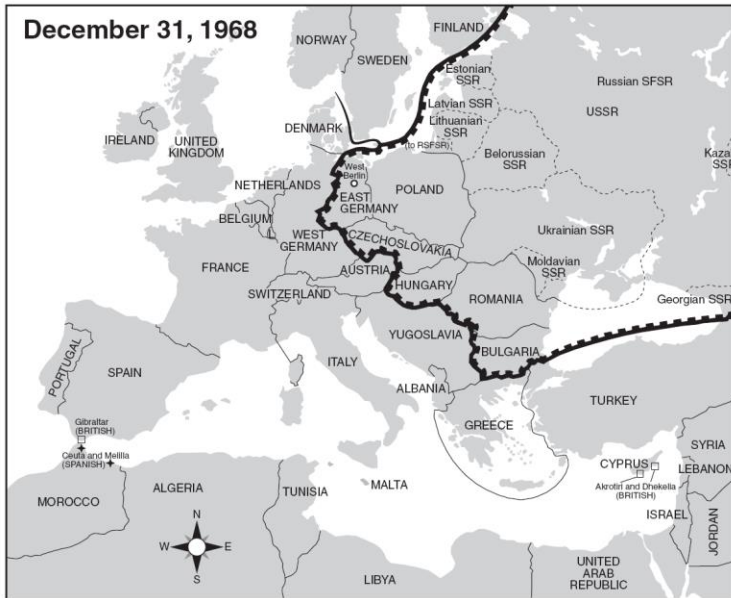 December 31, 1968
NORWAY
FINLAND
SWEDEN
Estonian
SSR
Russian SFSR
USSR
Latvian SSR
Lithuanian
SSR
(to RSFSR)
DENMARK
IRELAND
UNITED
KINGDOM
Belorussian
SSR
Kaza
SSR
West
Berlin
NETHERLANDS
EAST
GERMANY
POLAND
BELGIUM
WEST
GERMANY
CZECHOSLOVAKIA
Ukrainian SSR
Moldavian
SSR
FRANCE
AUSTRIA
HUNGARY
SWITZERLAND
ROMANIA
Georgian SSR
YUGOSLAVIA
BULGARIA
ITALY
PORTUGAL
SPAIN
ALBANIA
GREECE
TURKEY
Gibraltar
(BRITISH)
Ceuta and Melilla
(SPANISH)
SYRIA
CYPRUS
LEBANON
Akrotiri and Dhekelia
(BRITISH)
MOROCCO
ALGERIA
TUNISIA
MALTA
ISRAEL
JORDAN
N
W
E
S
LIBYA
UNITED
ARAB
REPUBLIC